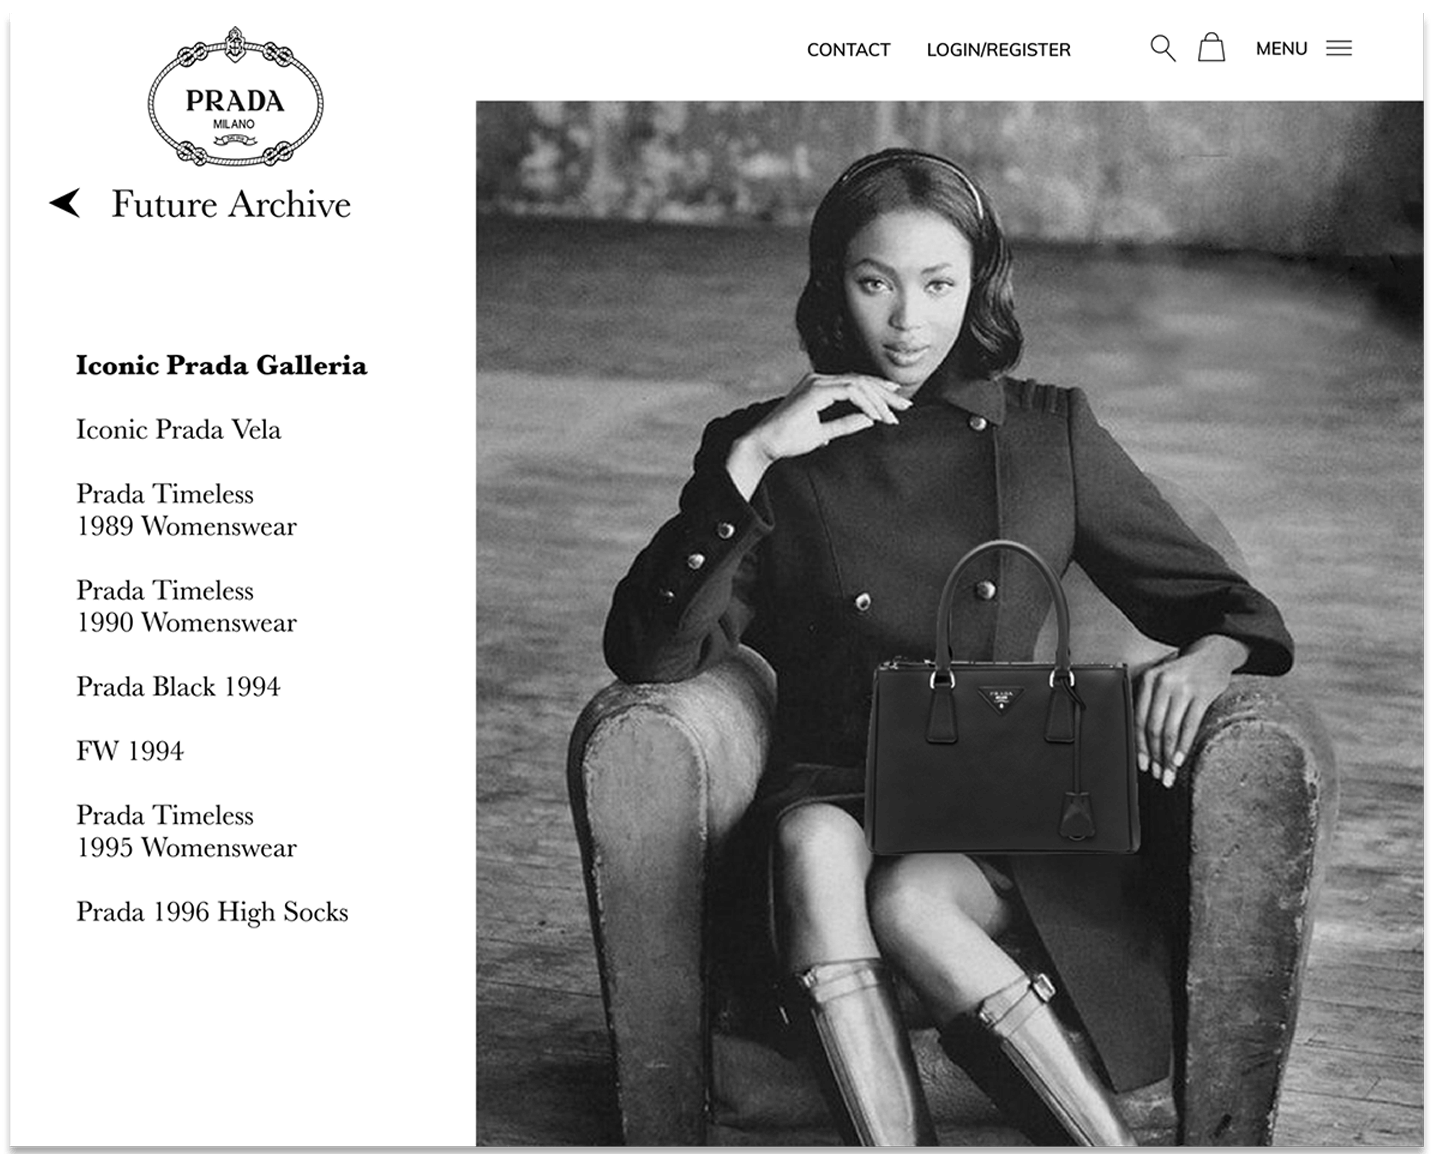 PRADA
MILANO
CONTACT
LOGIN/REGISTER
MENU
Future Archive
Iconic Prada Galleria
Iconic Prada Vela
Prada Timeless
1989 Womenswear
Prada Timeless
1990 Womenswear
Prada Black 1994
FW 1994
Prada Timeless
1995 Womenswear
Prada 1996 High Socks
PRADA